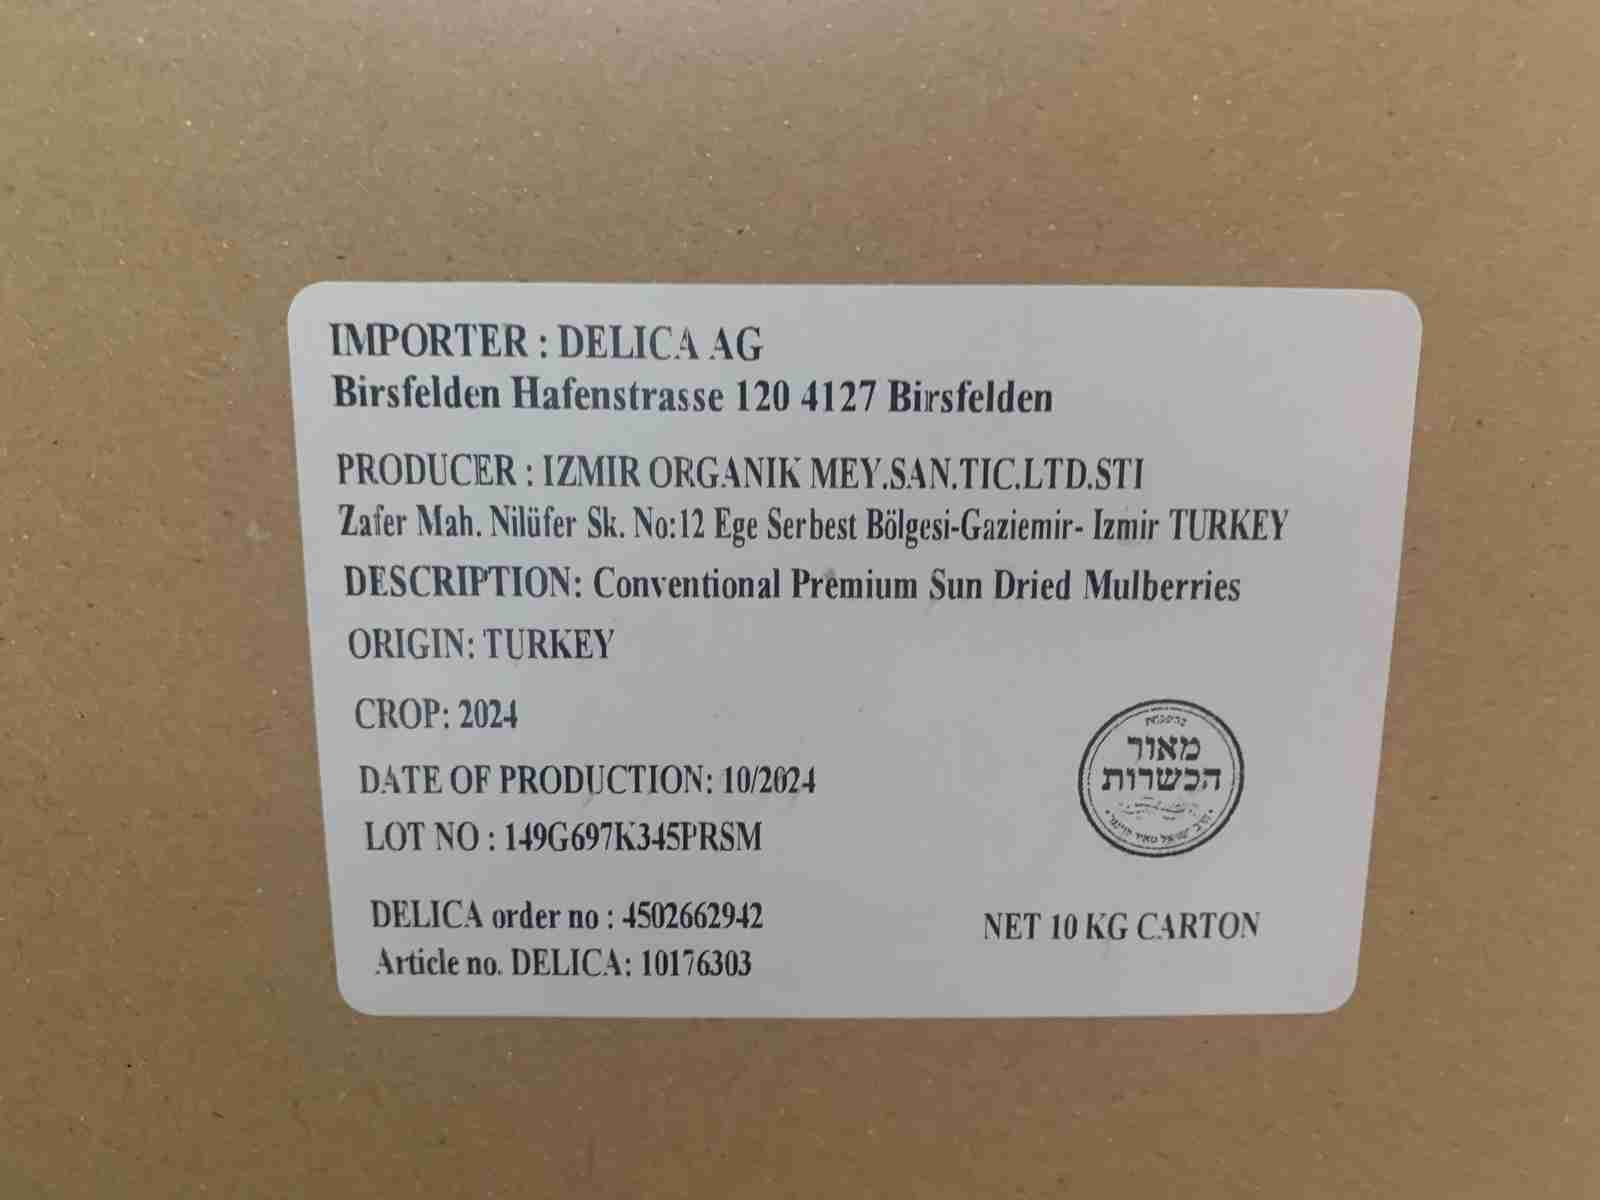 IMPORTER : DELICA AG
Birsfelden Hafenstrasse 120 4127 Birsfelden
PRODUCER : IZMIR ORGANIK MEY.SAN.TIC.LTD.STI
Zafer Mah. Nilüfer Sk. No:12 Ege Serbest Bölgesi-Gaziemir- Izmir TURKEY
DESCRIPTION: Conventional Premium Sun Dried Mulberries
ORIGIN: TURKEY
CROP: 2024
DATE OF PRODUCTION: 10/2024
LOT NO : 149G697K345PRSM
מאור
הכשרות
DELICA order no : 4502662942
Article no. DELICA: 10176303
NET 10 KG CARTON